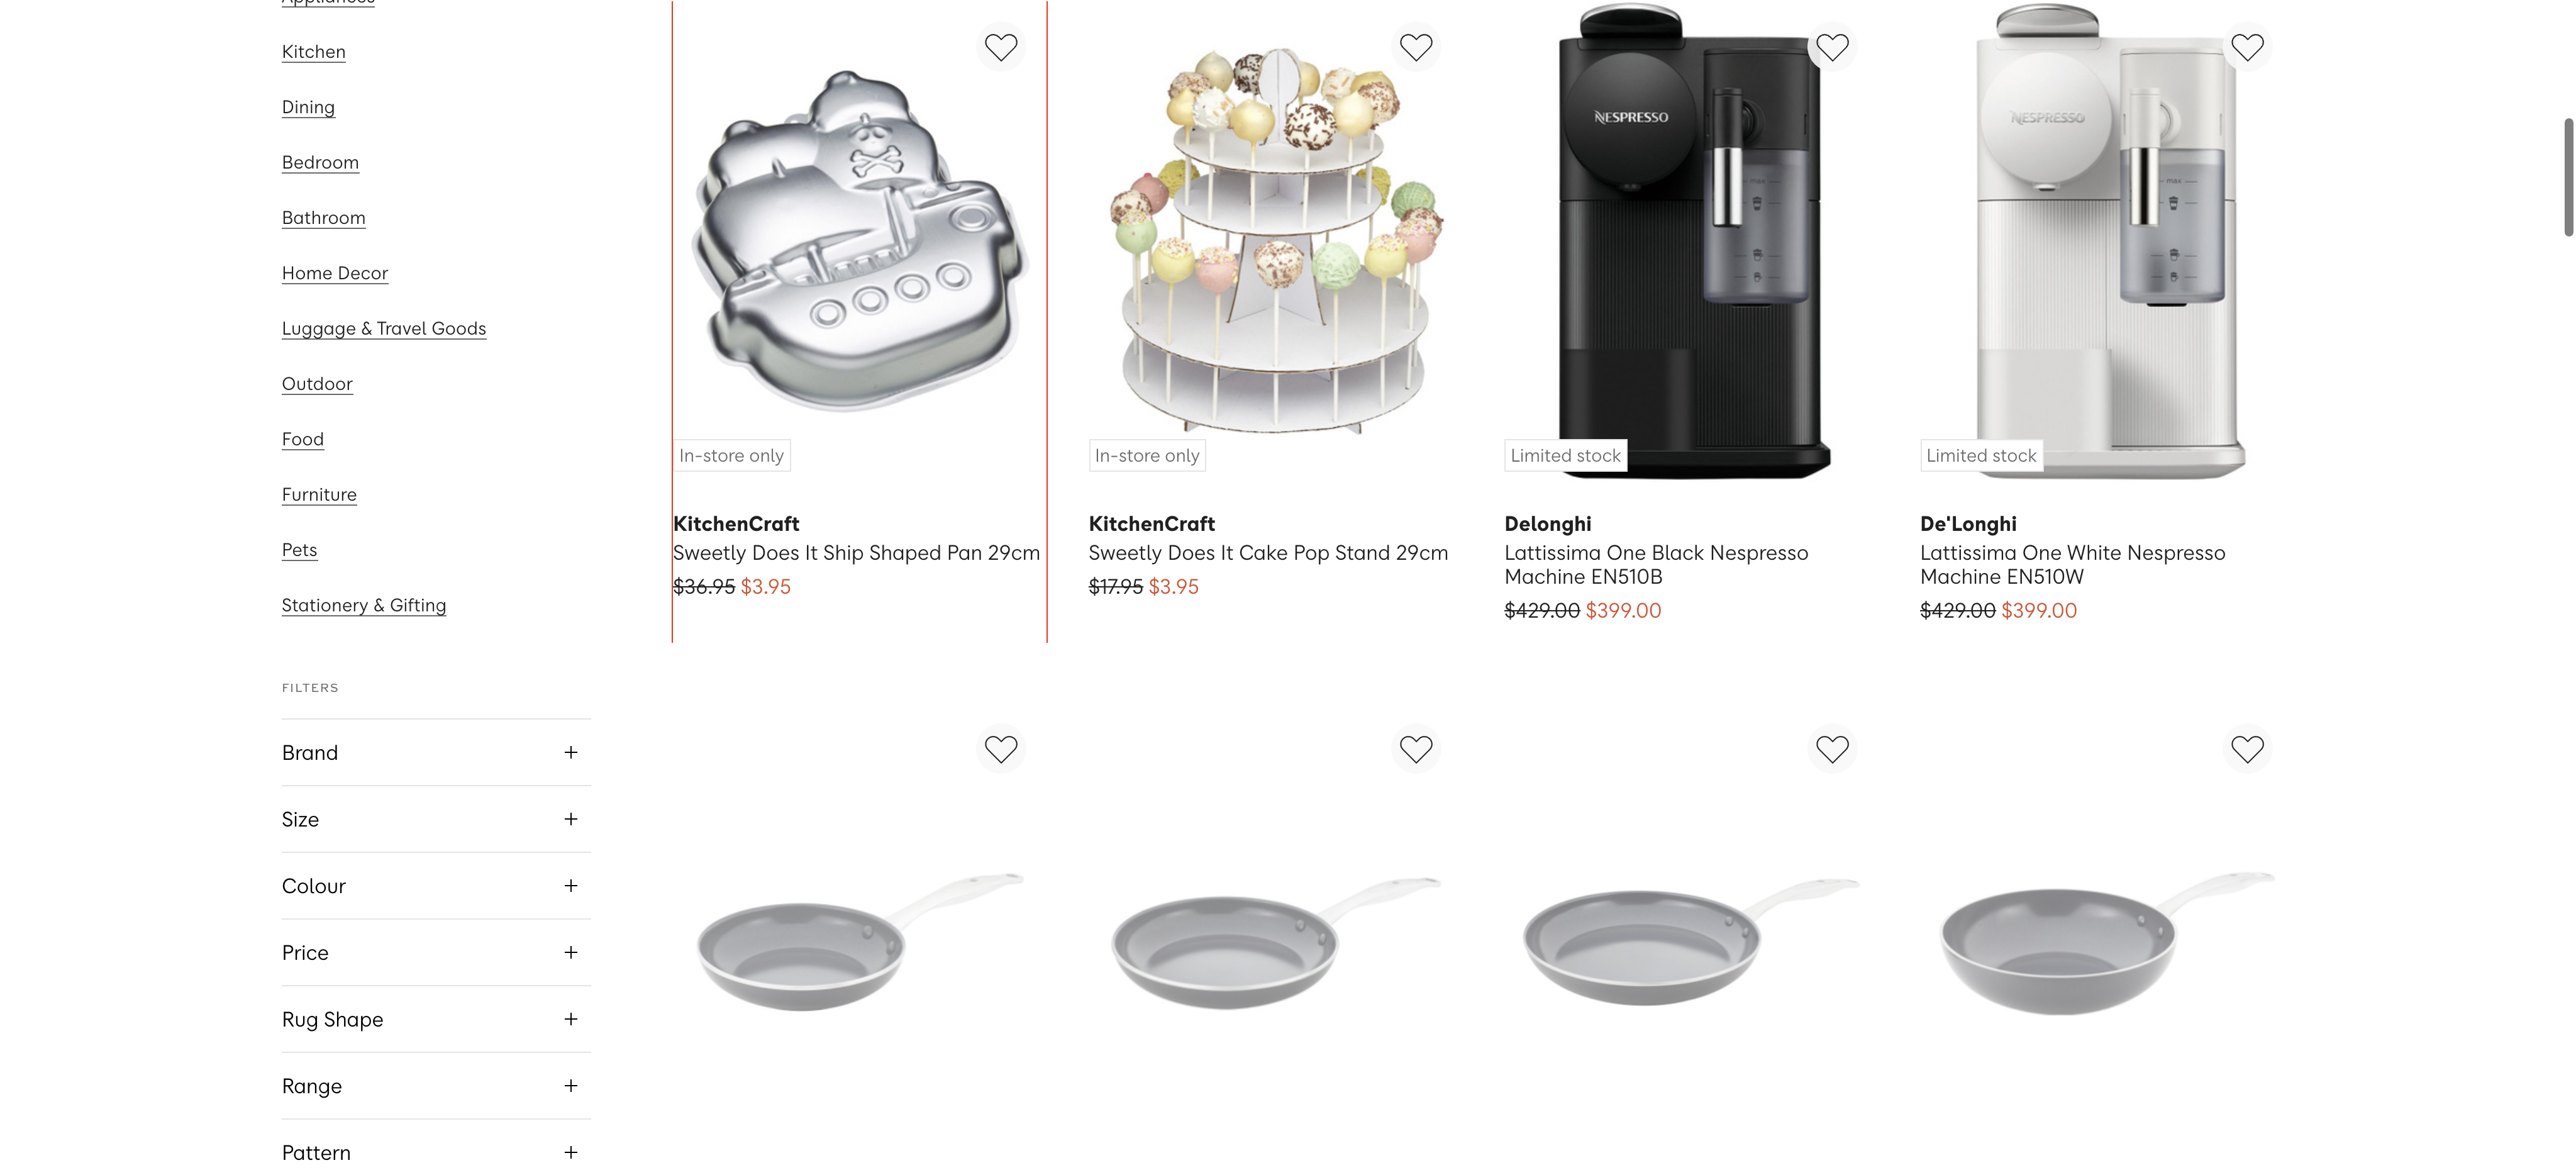 Appliances
Kitchen
Dining
Bedroom
Bathroom
Home Decor
Luggage & Travel Goods
Outdoor
Food
Furniture
Pets
Stationery & Gifting
FILTERS
Brand
Size
Colour
Price
Rug Shape
Range
Pattern
In-store only
KitchenCraft
Sweetly Does It Ship Shaped Pan 29cm
$36.95 $3.95
In-store only
KitchenCraft
Sweetly Does It Cake Pop Stand 29cm
$17.95 $3.95
NESPRESSO
Limited stock
Delonghi
Lattissima One Black Nespresso
Machine EN510B
$429.00 $399.00
NESPRESSO
max
Limited stock
De'Longhi
Lattissima One White Nespresso
Machine EN510W
$429.00 $399.00